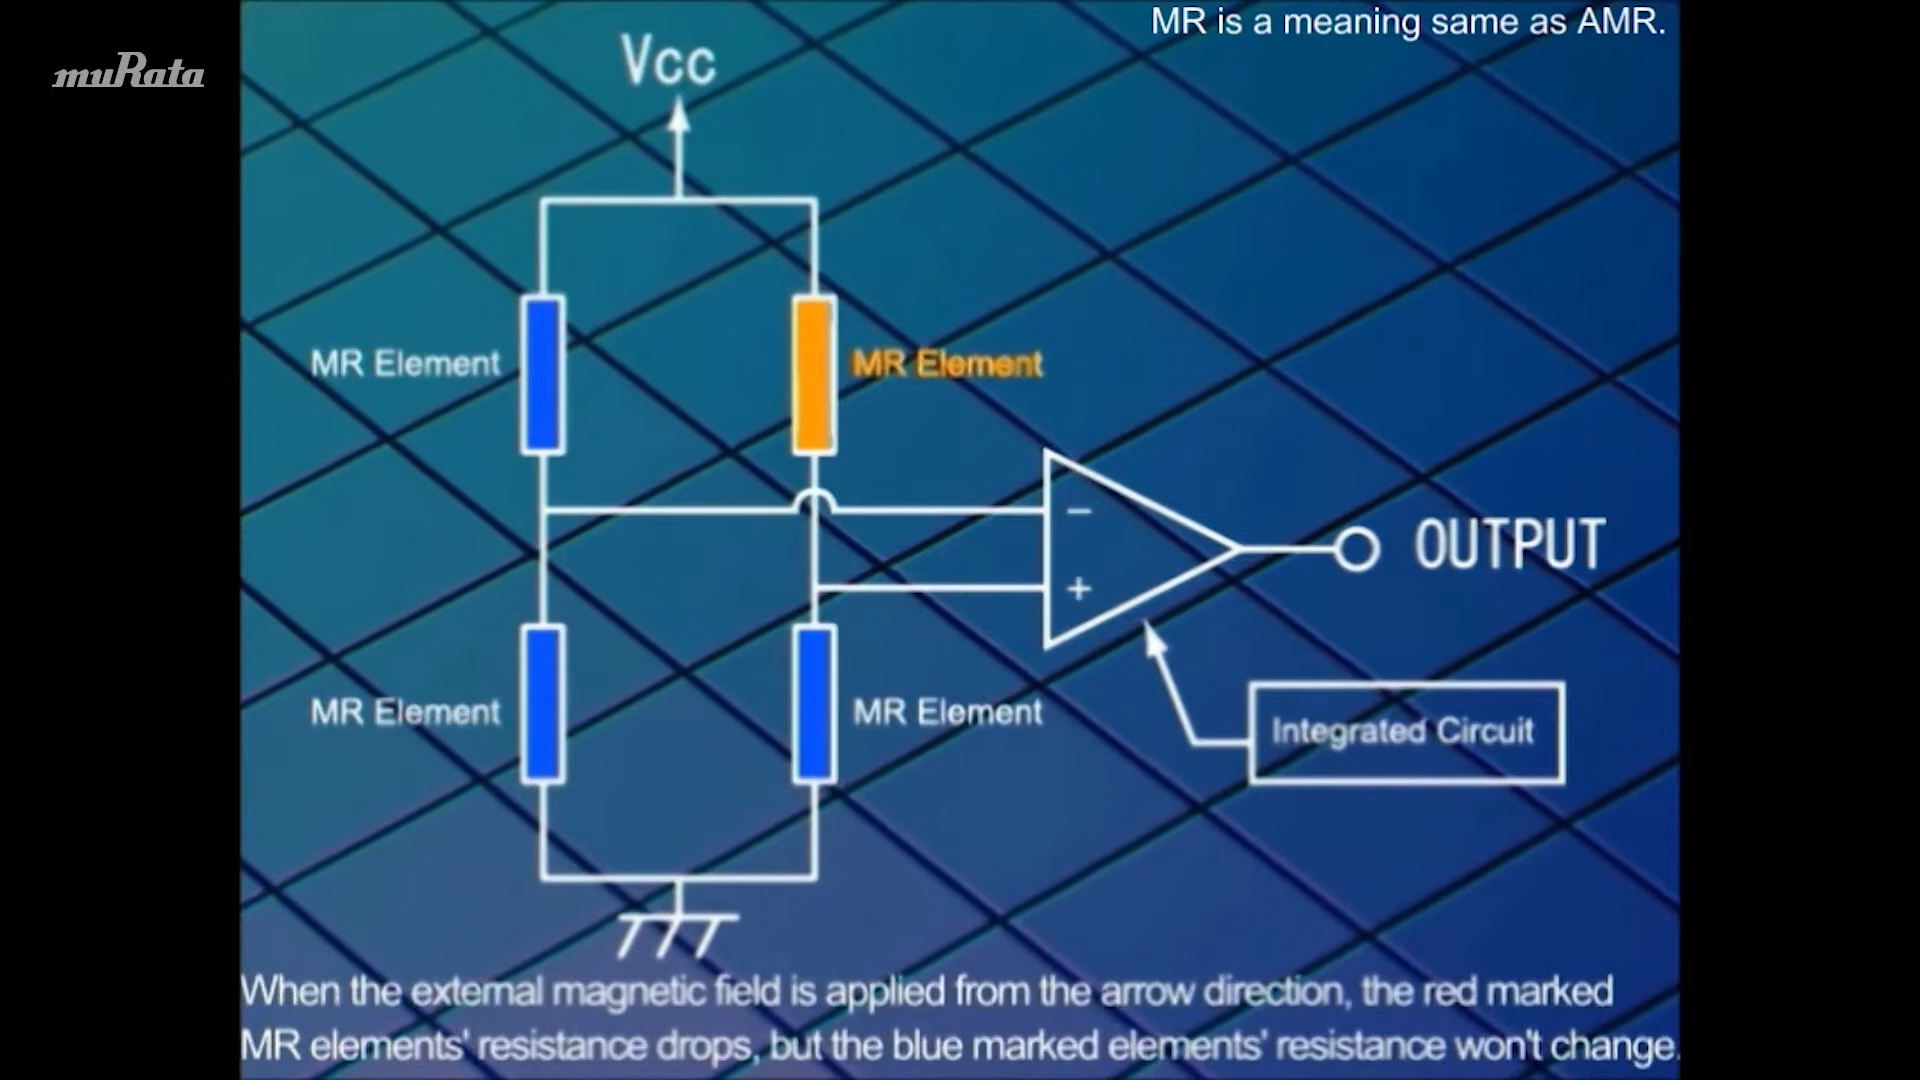 MR is a meaning same as AMR.
muRata
Vcc
MR Element
MR Element
−
OUTPUT
+
MR Element
MR Element
Integrated Circuit
When the external magnetic field is applied from the arrow direction, the red marked
MR elements' resistance drops, but the blue marked elements' resistance won't change.